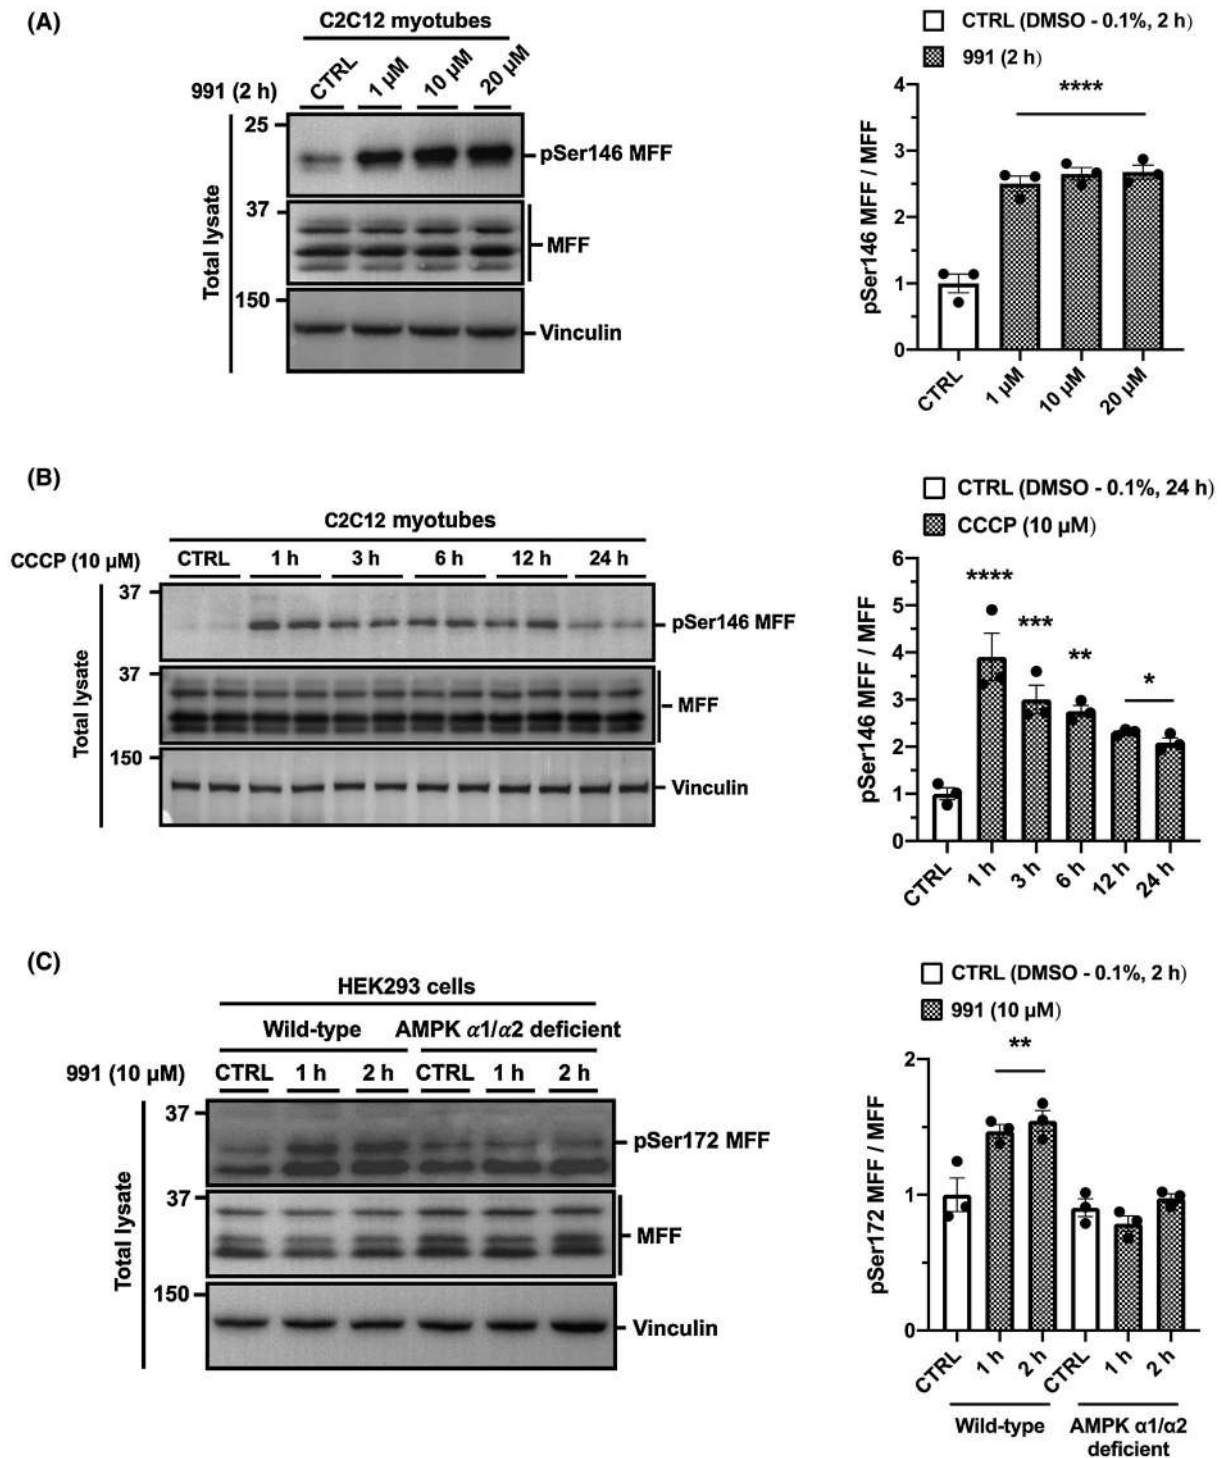 (A)
C2C12 myotubes
991 (2 h)
CTRL
1 µM
10 µM
20 µM
Total lysate
25
pSer146 MFF
37
MFF
150
Vinculin
CTRL (DMSO - 0.1%, 2 h)
991 (2 h)
pSer146 MFF / MFF
4
3
2
1
0
****
CTRL
1 µM
10 µM
20 µM
(B)
C2C12 myotubes
CCCP (10 µM)
CTRL
1 h
3 h
6 h
12 h
24 h
Total lysate
37
pSer146 MFF
37
MFF
150
Vinculin
CTRL (DMSO - 0.1%, 24 h)
CCCP (10 µM)
pSer146 MFF / MFF
6
5
4
3
2
1
0
****
***
**
*
CTRL
1 h
3 h
6 h
12 h
24 h
(C)
HEK293 cells
Wild-type
AMPK α1/α2 deficient
991 (10 µM)
CTRL
1 h
2 h
CTRL
1 h
2 h
Total lysate
37
pSer172 MFF
37
MFF
150
Vinculin
CTRL (DMSO - 0.1%, 2 h)
991 (10 µM)
pSer172 MFF / MFF
2
1
0
**
CTRL
1 h
2 h
CTRL
1 h
2 h
Wild-type
AMPK α1/α2
deficient